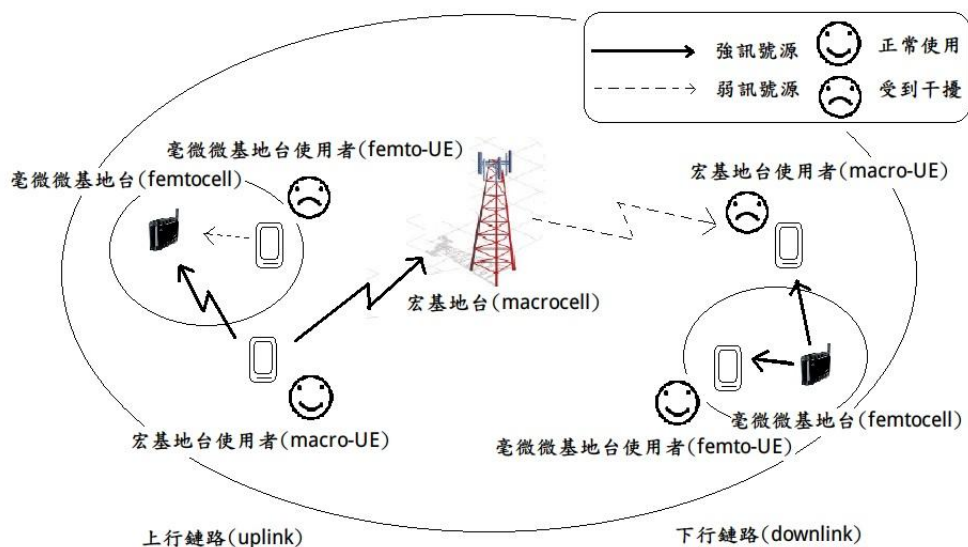 強訊號源
正常使用
弱訊號源
受到干擾
毫微微基地台使用者(femto-UE)
毫微微基地台(femtocell)
宏基地台使用者(macro-UE)
宏基地台(macrocell)
毫微微基地台(femtocell)
宏基地台使用者(macro-UE)
毫微微基地台使用者(femto-UE)
上行鏈路(uplink)
下行鏈路(downlink)